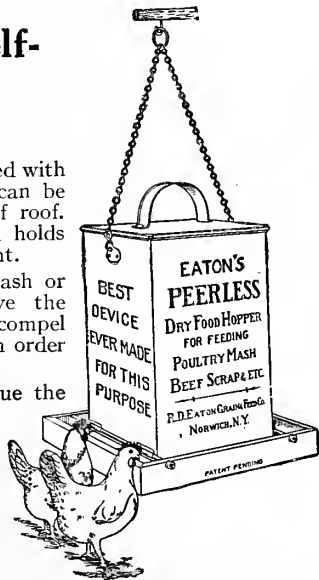 elf-
ed with
can be
f roof.
holds
nt.
ash or
ve the
compel
n order
ue the
BEST
DEVICE
EVER MADE
FOR THIS
PURPOSE
EATON'S
PEERLESS
DRY FOOD HOPPER
FOR FEEDING
POULTRY MASH
BEEF SCRAP & ETC.
R.D. EATON GRAIN & FEED CO.
NORWICH, N.Y.
PATENT PENDING